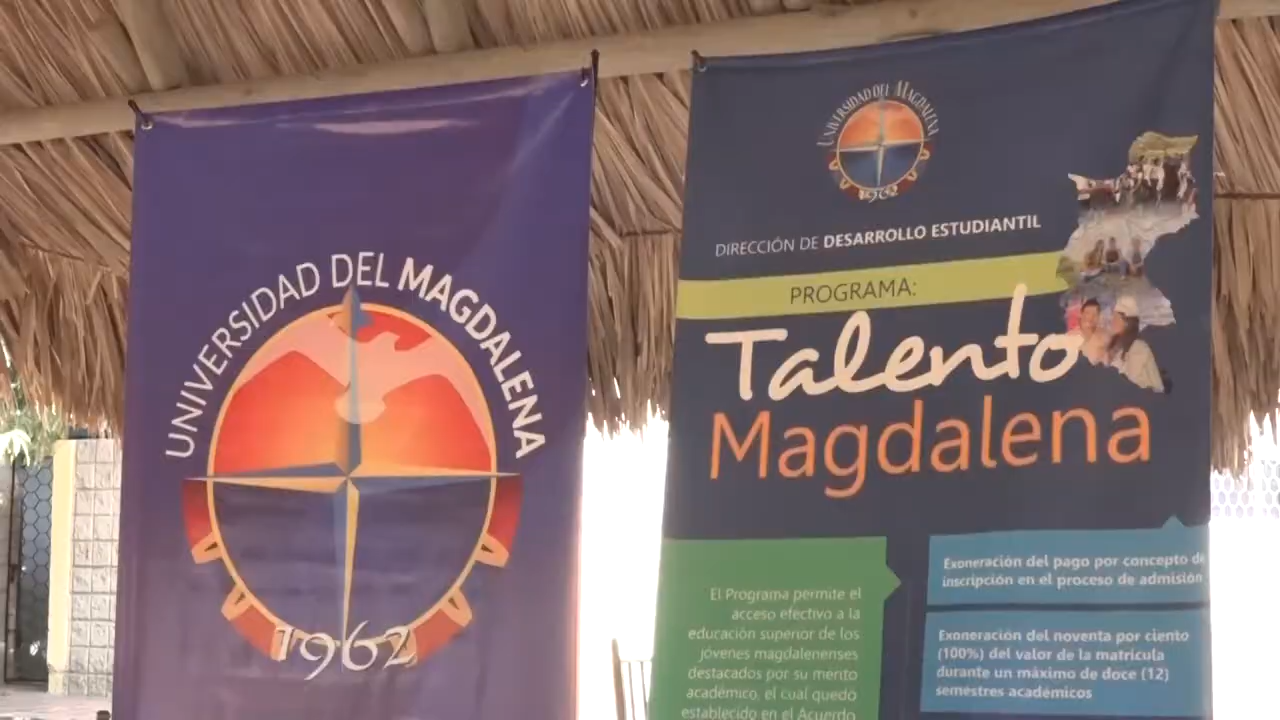 UNIVERSIDAD DEL MAGDALENA
1962
UNIVERSIDAD DEL MAGDALENA
1962
DIRECCIÓN DE DESARROLLO ESTUDIANTIL
PROGRAMA:
Talento
Magdalena
El Programa permite el
acceso efectivo a la
educación superior de los
jóvenes magdalenenses
destacados por su mérito
académico, el cual quedo
establecido en el Acuerdo
Exoneración del pago por concepto de
inscripción en el proceso de admisión
Exoneración del noventa por ciento
(100%) del valor de la matrícula
durante un máximo de doce (12)
semestres académicos